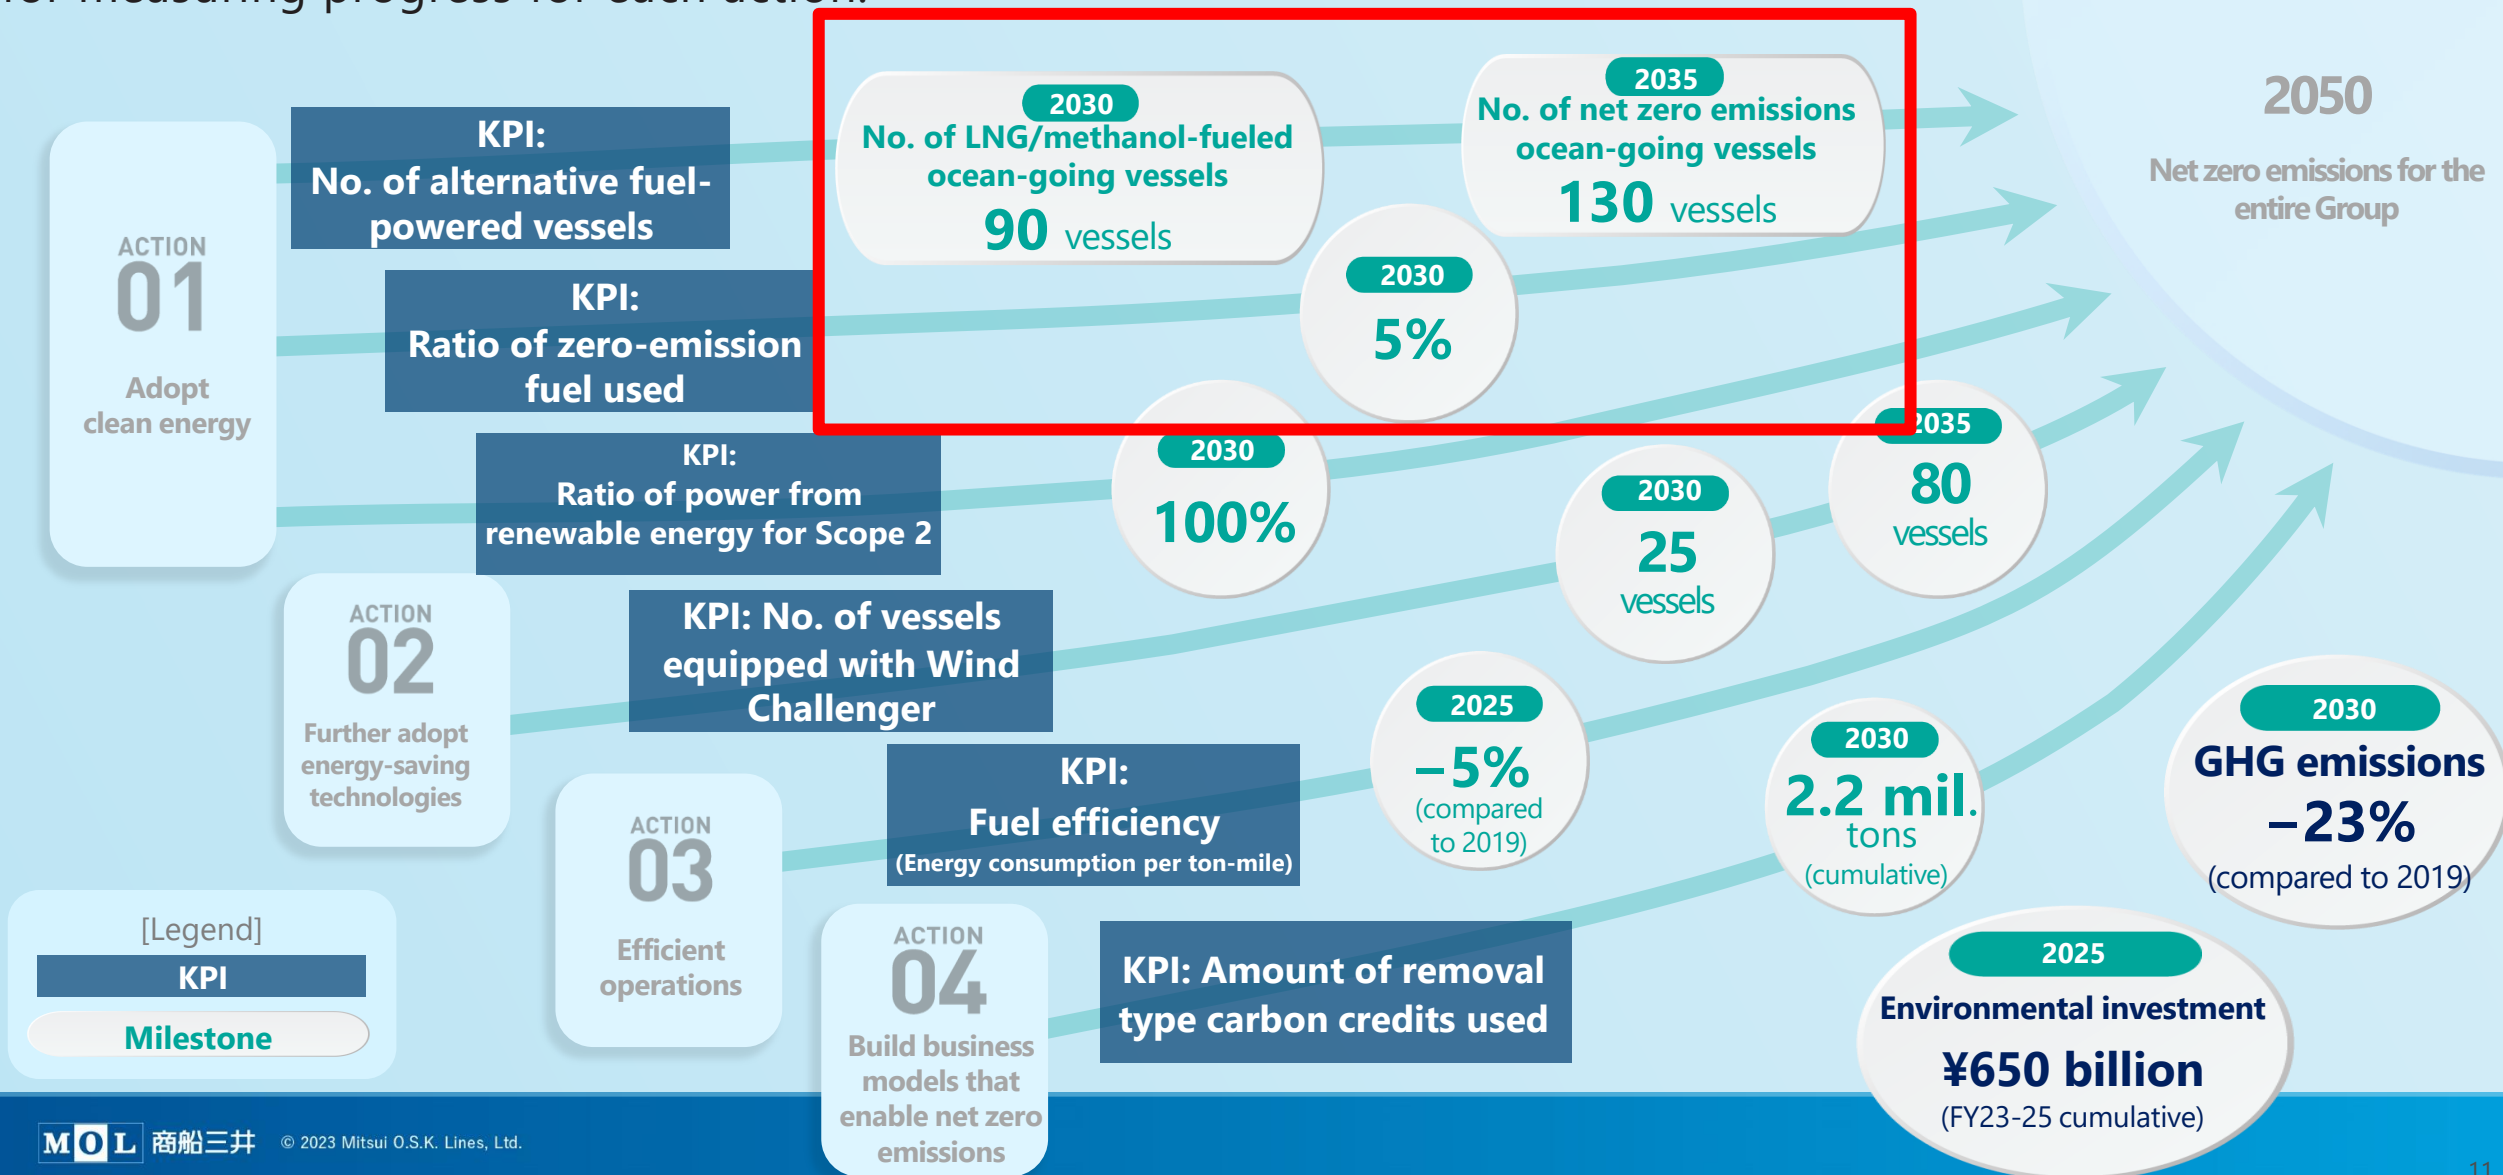 for measuring progress for each action.
2030
No. of LNG/methanol-fueled
ocean-going vessels
90 vessels
2035
No. of net zero emissions
ocean-going vessels
130 vessels
2050
Net zero emissions for the
entire Group
KPI:
No. of alternative fuel-
powered vessels
ACTION
01
Adopt
clean energy
KPI:
Ratio of zero-emission
fuel used
2030
5%
KPI:
Ratio of power from
renewable energy for Scope 2
2030
100%
ACTION
02
Further adopt
energy-saving
technologies
KPI: No. of vessels
equipped with Wind
Challenger
2030
25
vessels
2035
80
vessels
ACTION
03
Efficient
operations
KPI:
Fuel efficiency
(Energy consumption per ton-mile)
2025
–5%
(compared
to 2019)
ACTION
04
Build business
models that
enable net zero
emissions
KPI: Amount of removal
type carbon credits used
2030
2.2 mil.
tons
(cumulative)
2030
GHG emissions
–23%
(compared to 2019)
2025
Environmental investment
¥650 billion
(FY23-25 cumulative)
[Legend]
KPI
Milestone
MOL 商船三井 © 2023 Mitsui O.S.K. Lines, Ltd.
11